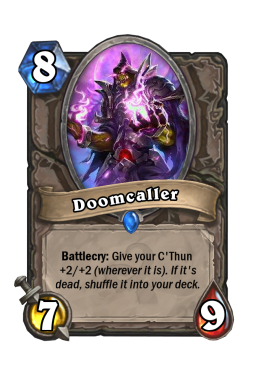 8
Doomcaller
Battlecry: Give your C'Thun
+2/+2 (wherever it is). If it's
dead, shuffle it into your deck.
7
9